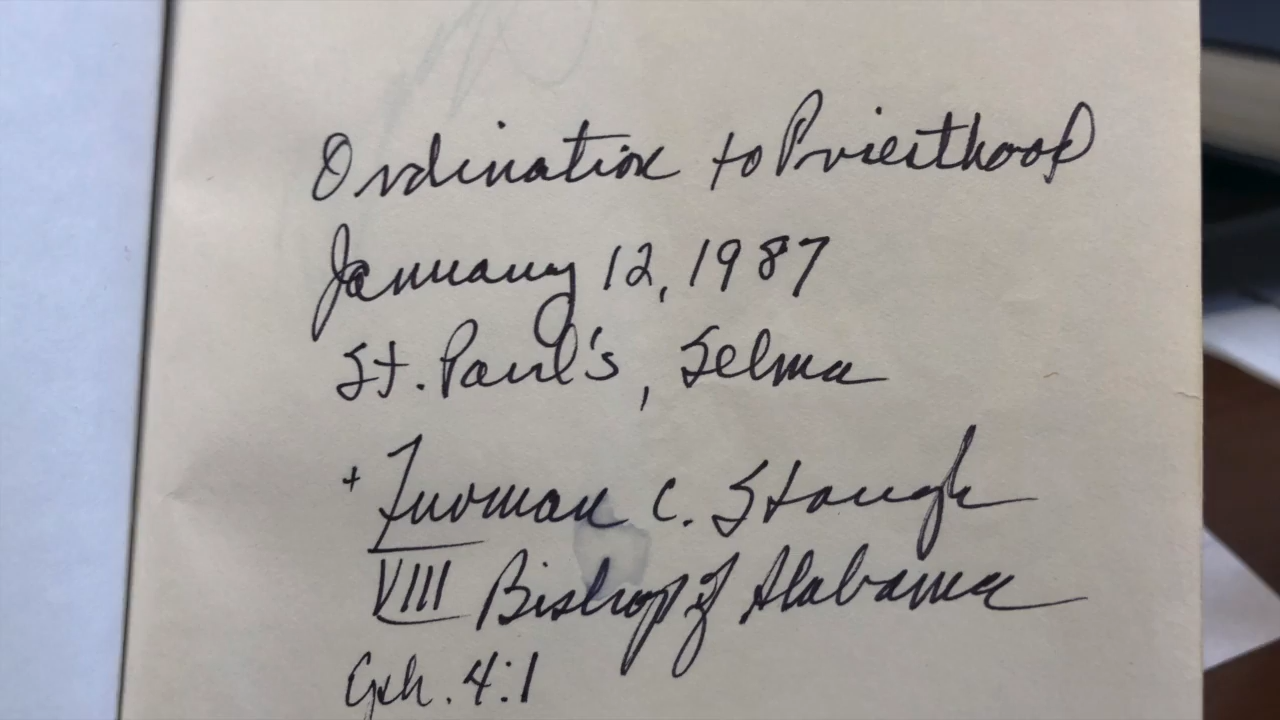 Ordination to Priesthood
January 12, 1987
St. Paul's, Selma
+ Furman C. Stough
VIII Bishop of Alabama
Eph. 4:1